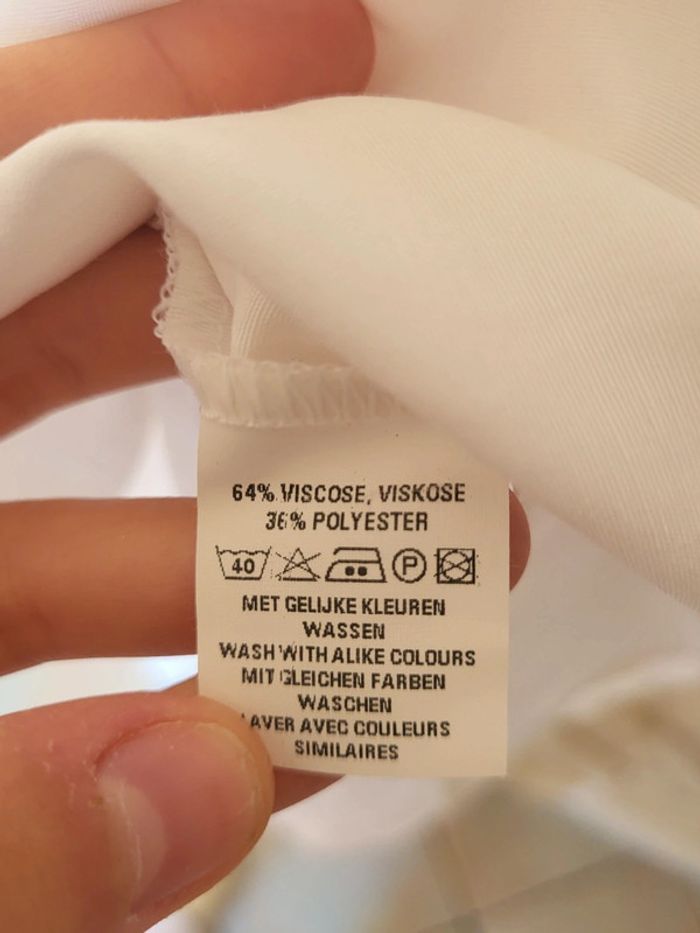 64% VISCOSE, VISKOSE
36% POLYESTER
40 P
MET GELIJKE KLEUREN
WASSEN
WASH WITH ALIKE COLOURS
MIT GLEICHEN FARBEN
WASCHEN
LAVER AVEC COULEURS
SIMILAIRES